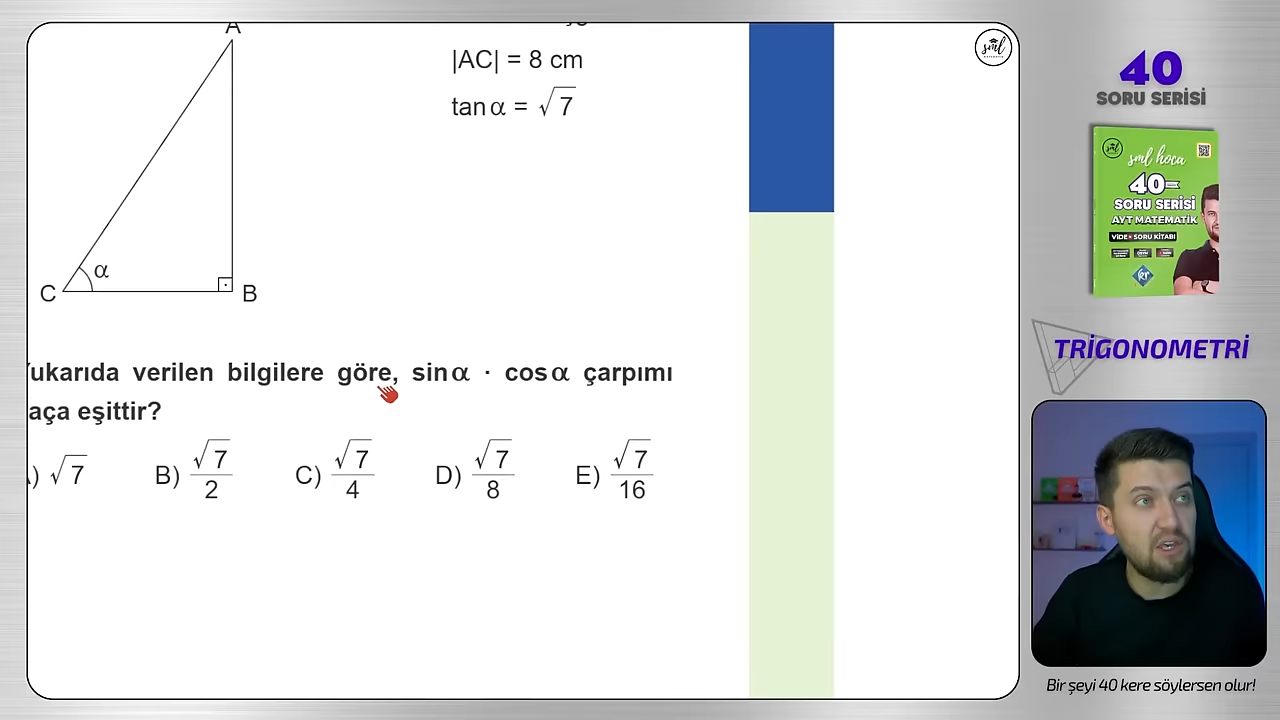 A
|AC| = 8 cm
tan α = √7
α
C
B
ukarıda verilen bilgilere göre, sin α · cos α çarpımı
aça eşittir?
) √7 B) √7/2 C) √7/4 D) √7/8 E) √7/16
sml
40
SORU SERİSİ
sml hoca
40
SORU SERİSİ
AYT MATEMATİK
VİDEO SORU KİTABI
TRİGONOMETRİ
Bir şeyi 40 kere söylersen olur!